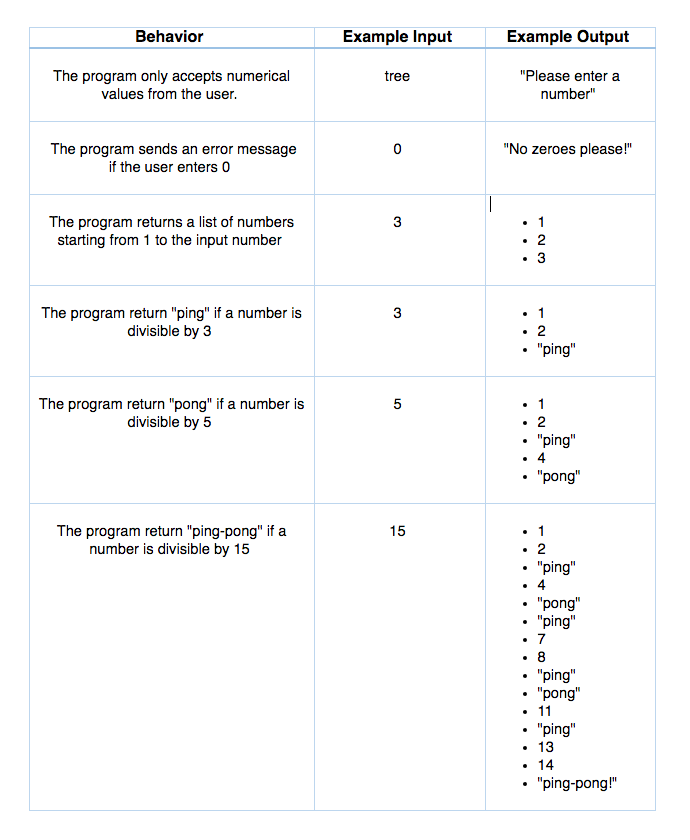 Behavior Example Input Example Output
The program only accepts numerical
values from the user.
tree
"Please enter a
number"
The program sends an error message
if the user enters 0
0
"No zeroes please!"
The program returns a list of numbers
starting from 1 to the input number
3
• 1
• 2
• 3
The program return "ping" if a number is
divisible by 3
3
• 1
• 2
• "ping"
The program return "pong" if a number is
divisible by 5
5
• 1
• 2
• "ping"
• 4
• "pong"
The program return "ping-pong" if a
number is divisible by 15
15
• 1
• 2
• "ping"
• 4
• "pong"
• "ping"
• 7
• 8
• "ping"
• "pong"
• 11
• "ping"
• 13
• 14
• "ping-pong!"